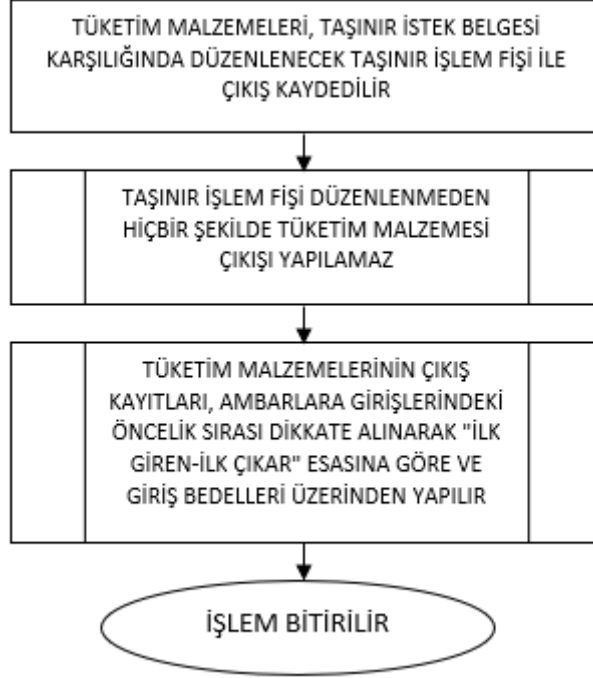 TÜKETİM MALZEMELERİ, TAŞINIR İSTEK BELGESİ
KARŞILIĞINDA DÜZENLENECEK TAŞINIR İŞLEM FİŞİ İLE
ÇIKIŞ KAYDEDİLİR
TAŞINIR İŞLEM FİŞİ DÜZENLENMEDEN
HİÇBİR ŞEKİLDE TÜKETİM MALZEMESİ
ÇIKIŞI YAPILAMAZ
TÜKETİM MALZEMELERİNİN ÇIKIŞ
KAYITLARI, AMBARLARA GİRİŞLERİNDEKİ
ÖNCELİK SIRASI DİKKATE ALINARAK "İLK
GİREN-İLK ÇIKAR" ESASINA GÖRE VE
GİRİŞ BEDELLERİ ÜZERİNDEN YAPILIR
İŞLEM BİTİRİLİR